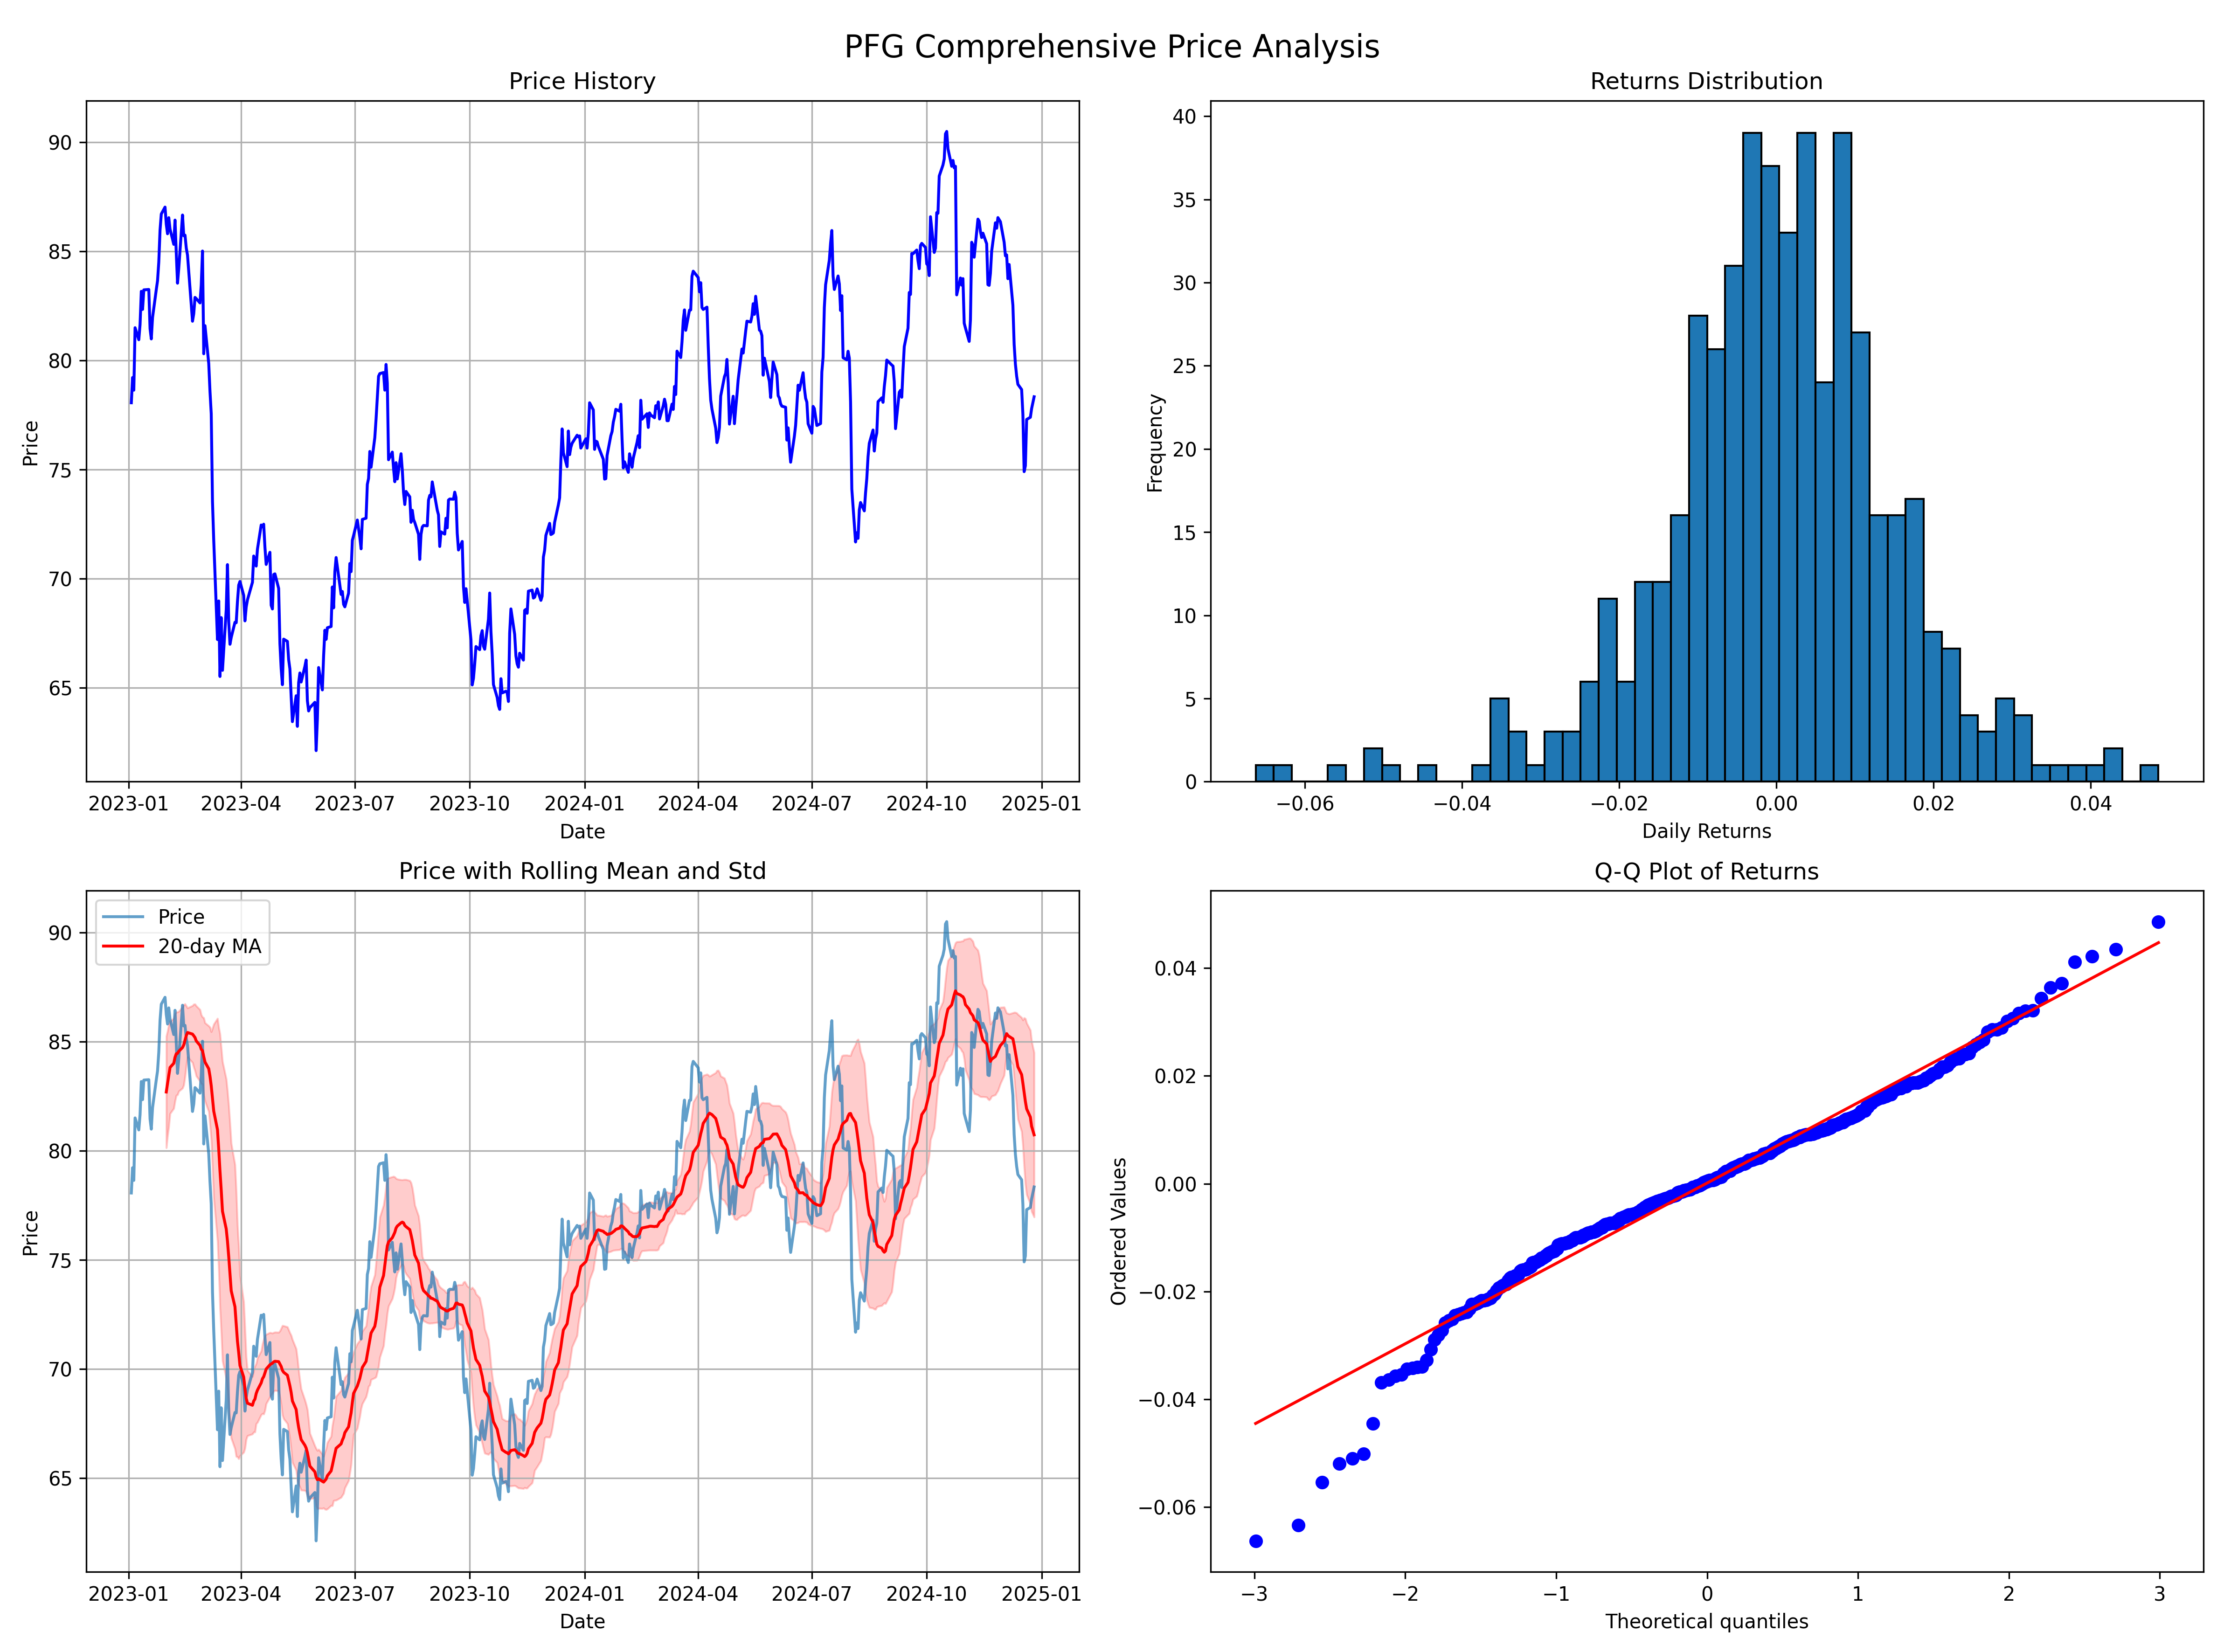 PFG Comprehensive Price Analysis
Price History
90
85
80
75
70
65
Price
2023-01 2023-04 2023-07 2023-10 2024-01 2024-04 2024-07 2024-10 2025-01
Date
Returns Distribution
40
35
30
25
20
15
10
5
0
Frequency
−0.06 −0.04 −0.02 0.00 0.02 0.04
Daily Returns
Price with Rolling Mean and Std
Price
20-day MA
90
85
80
75
70
65
Price
2023-01 2023-04 2023-07 2023-10 2024-01 2024-04 2024-07 2024-10 2025-01
Date
Q-Q Plot of Returns
0.04
0.02
0.00
−0.02
−0.04
−0.06
Ordered Values
−3 −2 −1 0 1 2 3
Theoretical quantiles